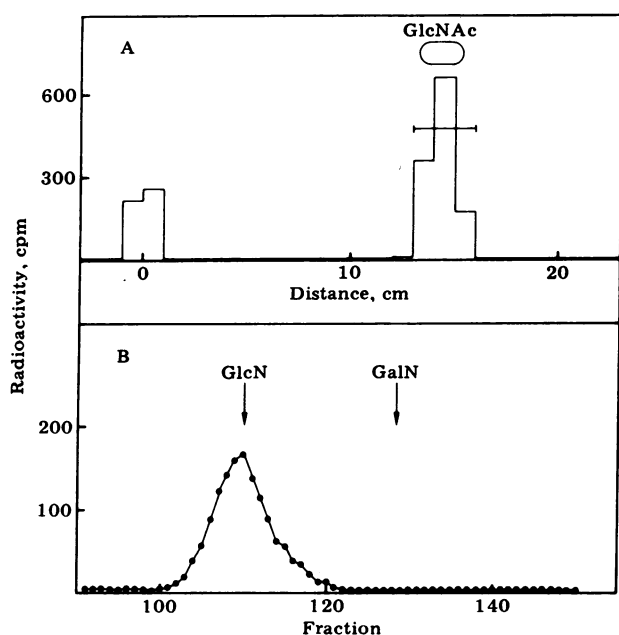 GlcNAc
A
600
300
0
10
20
Distance, cm
Radioactivity, cpm
B
GlcN
GalN
200
100
100
120
140
Fraction